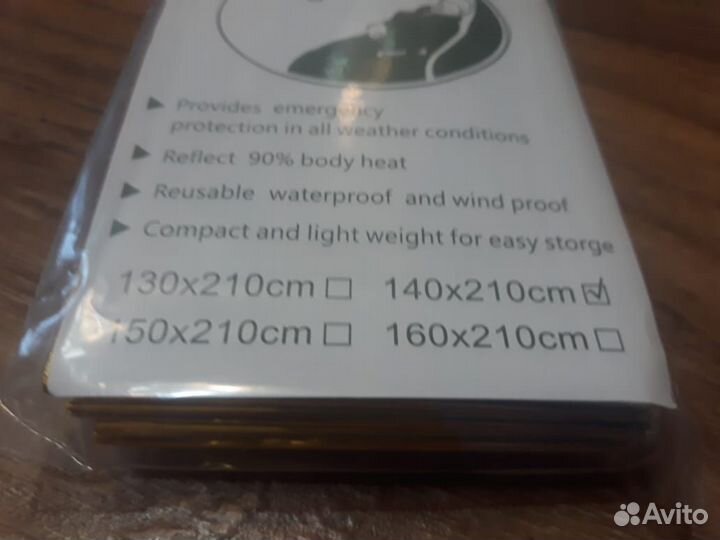 ▶ Provides emergency
protection in all weather conditions
▶ Reflect 90% body heat
▶ Reusable waterproof and wind proof
▶ Compact and light weight for easy storge
130x210cm ☐ 140x210cm ☑
150x210cm ☐ 160x210cm ☐
Avito